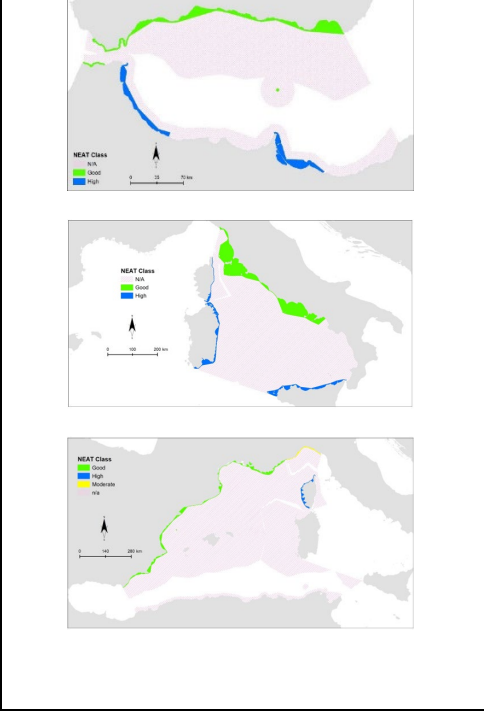 NEAT Class
N/A
Good
High
0 35 70 km
NEAT Class
N/A
Good
High
0 100 200 km
NEAT Class
Good
High
Moderate
n/a
0 140 280 km